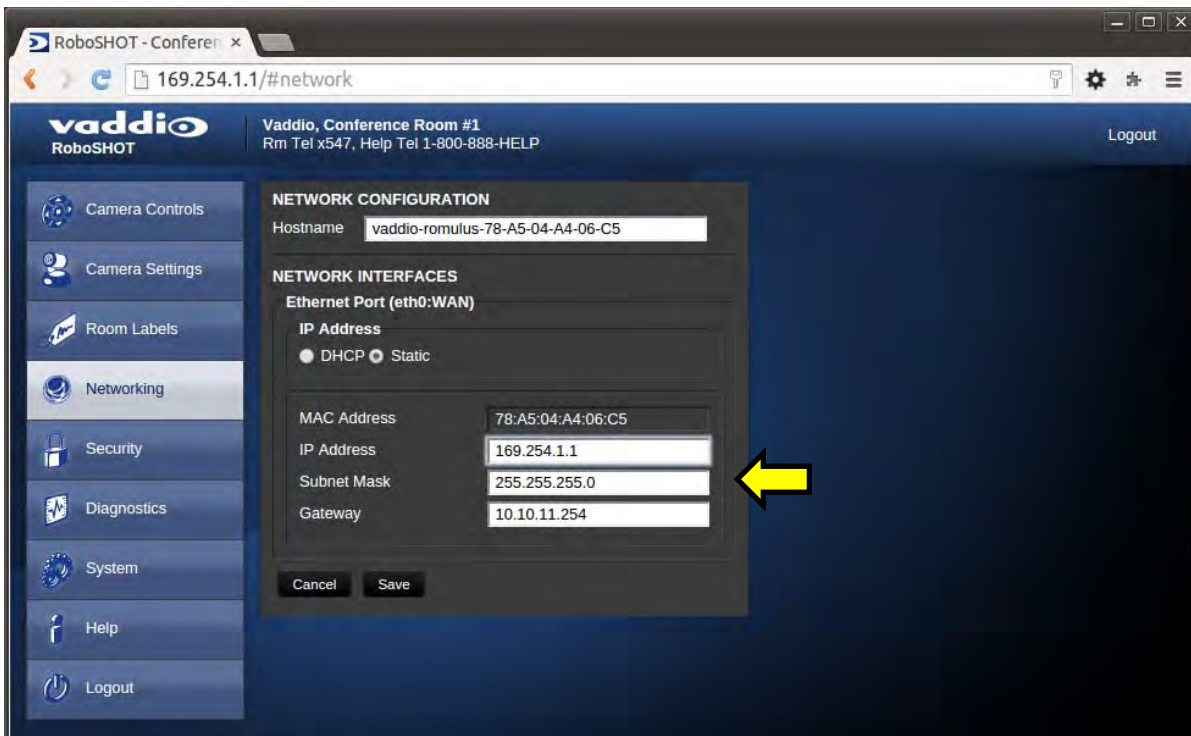 RoboSHOT - Conferen ×
169.254.1.1/#network
vaddio
RoboSHOT
Vaddio, Conference Room #1
Rm Tel x547, Help Tel 1-800-888-HELP
Logout
Camera Controls
Camera Settings
Room Labels
Networking
Security
Diagnostics
System
Help
Logout
NETWORK CONFIGURATION
Hostname vaddio-romulus-78-A5-04-A4-06-C5
NETWORK INTERFACES
Ethernet Port (eth0:WAN)
IP Address
DHCP Static
MAC Address 78:A5:04:A4:06:C5
IP Address 169.254.1.1
Subnet Mask 255.255.255.0
Gateway 10.10.11.254
Cancel Save